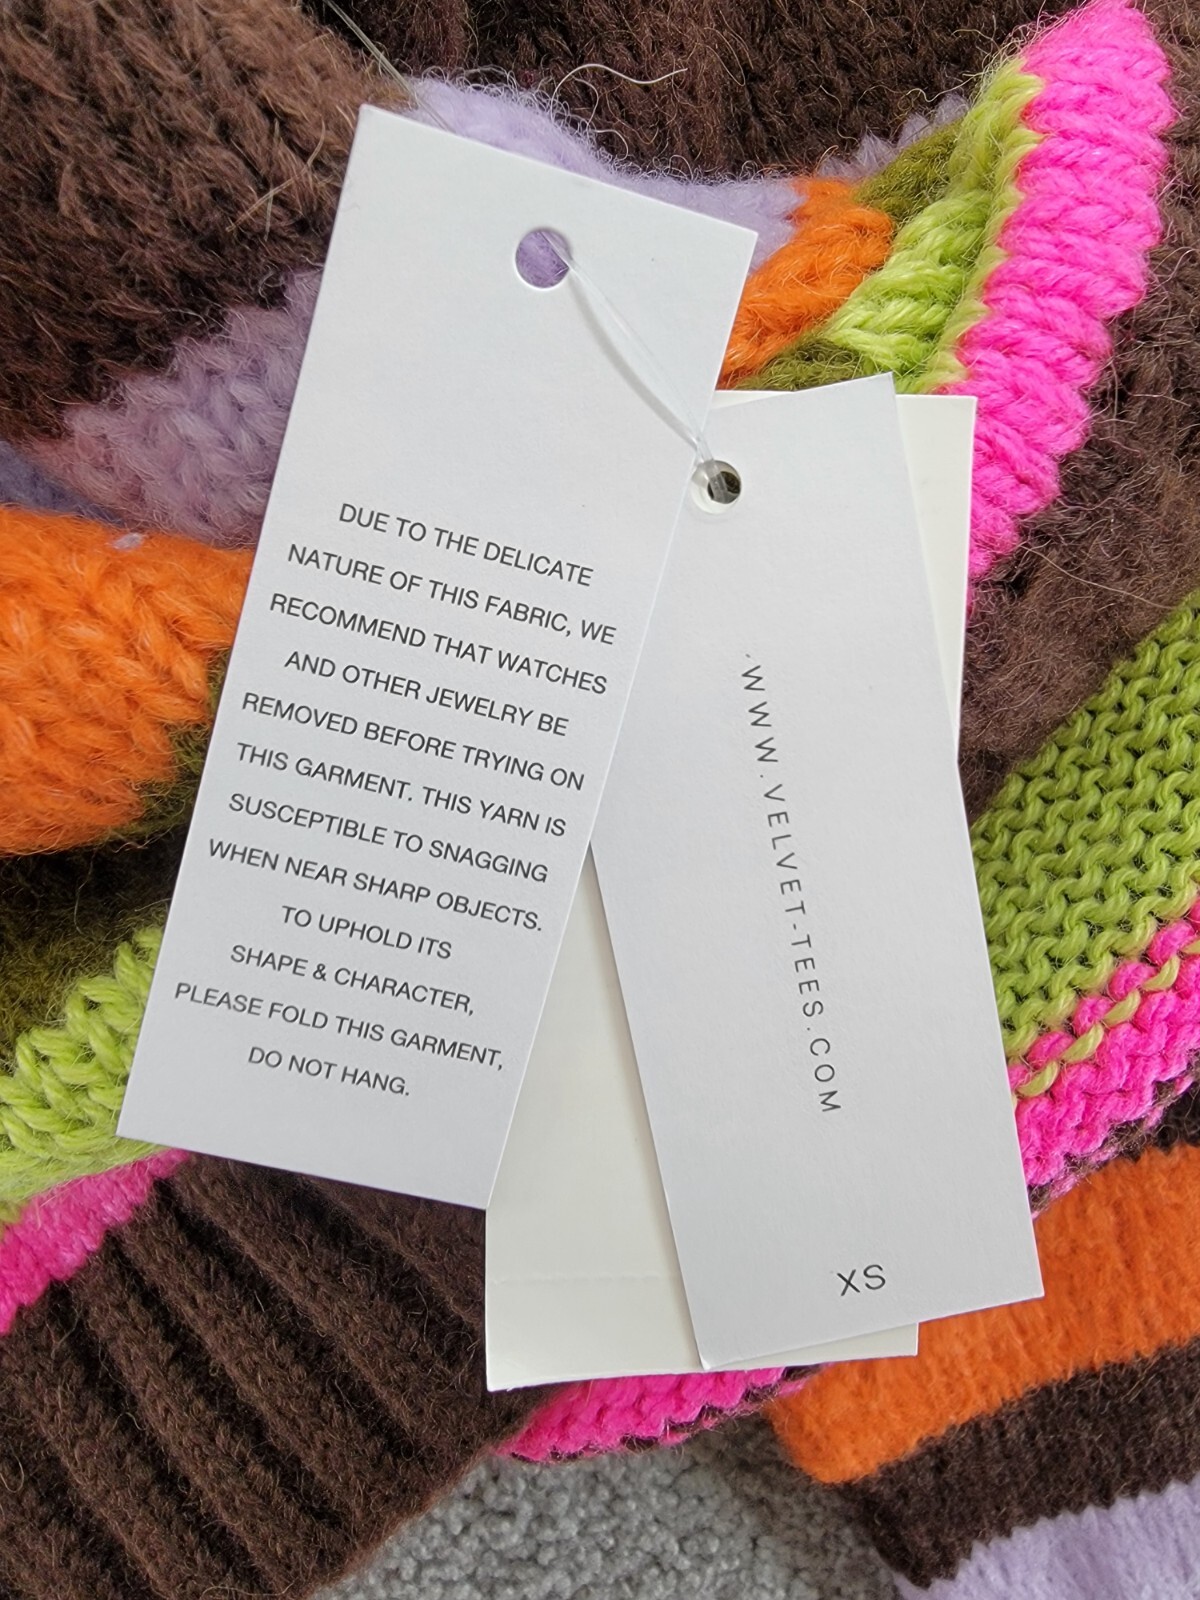 DUE TO THE DELICATE
NATURE OF THIS FABRIC, WE
RECOMMEND THAT WATCHES
AND OTHER JEWELRY BE
REMOVED BEFORE TRYING ON
THIS GARMENT. THIS YARN IS
SUSCEPTIBLE TO SNAGGING
WHEN NEAR SHARP OBJECTS.
TO UPHOLD ITS
SHAPE & CHARACTER,
PLEASE FOLD THIS GARMENT,
DO NOT HANG.
WWW.VELVET-TEES.COM
XS